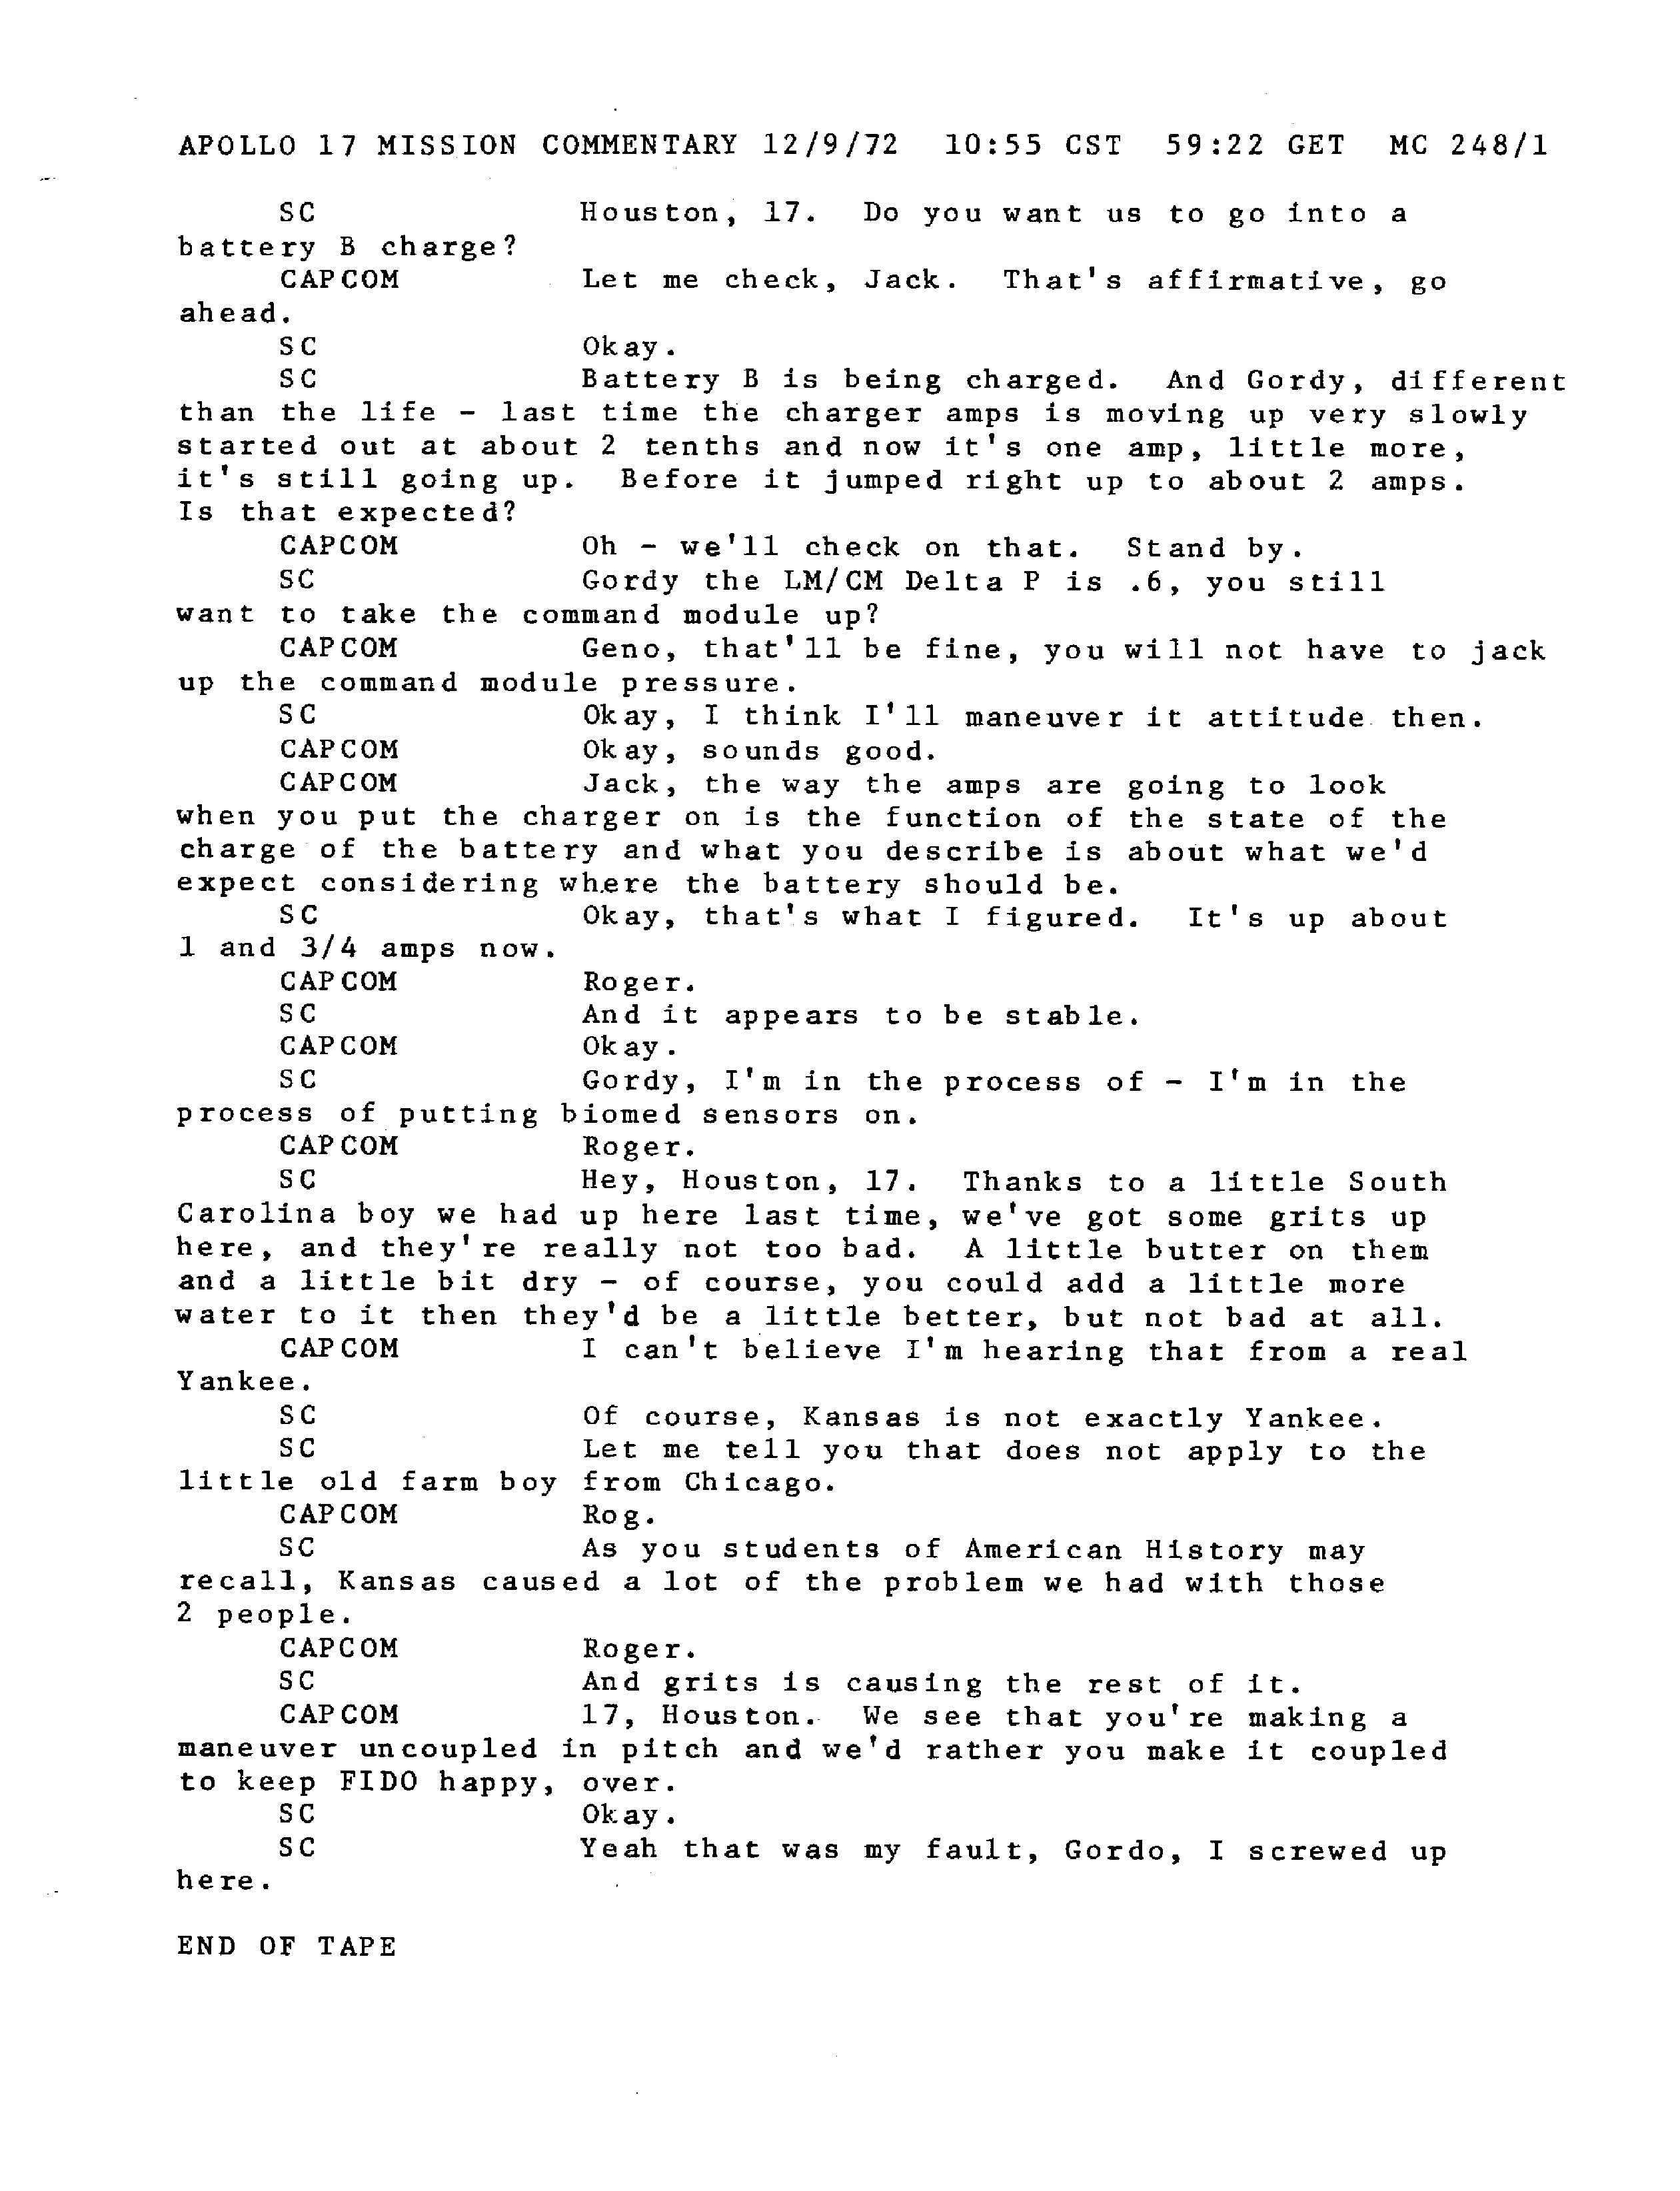 APOLLO 17 MISSION COMMENTARY 12/9/72 10:55 CST 59:22 GET MC 248/1
SC Houston, 17. Do you want us to go into a
battery B charge?
CAPCOM Let me check, Jack. That's affirmative, go
ahead.
SC Okay.
SC Battery B is being charged. And Gordy, different
than the life - last time the charger amps is moving up very slowly
started out at about 2 tenths and now it's one amp, little more,
it's still going up. Before it jumped right up to about 2 amps.
Is that expected?
CAPCOM Oh - we'll check on that. Stand by.
SC Gordy the LM/CM Delta P is .6, you still
want to take the command module up?
CAPCOM Geno, that'll be fine, you will not have to jack
up the command module pressure.
SC Okay, I think I'll maneuver it attitude then.
CAPCOM Okay, sounds good.
CAPCOM Jack, the way the amps are going to look
when you put the charger on is the function of the state of the
charge of the battery and what you describe is about what we'd
expect considering where the battery should be.
SC Okay, that's what I figured. It's up about
1 and 3/4 amps now.
CAPCOM Roger.
SC And it appears to be stable.
CAPCOM Okay.
SC Gordy, I'm in the process of - I'm in the
process of putting biomed sensors on.
CAPCOM Roger.
SC Hey, Houston, 17. Thanks to a little South
Carolina boy we had up here last time, we've got some grits up
here, and they're really not too bad. A little butter on them
and a little bit dry - of course, you could add a little more
water to it then they'd be a little better, but not bad at all.
CAPCOM I can't believe I'm hearing that from a real
Yankee.
SC Of course, Kansas is not exactly Yankee.
SC Let me tell you that does not apply to the
little old farm boy from Chicago.
CAPCOM Rog.
SC As you students of American History may
recall, Kansas caused a lot of the problem we had with those
2 people.
CAPCOM Roger.
SC And grits is causing the rest of it.
CAPCOM 17, Houston. We see that you're making a
maneuver uncoupled in pitch and we'd rather you make it coupled
to keep FIDO happy, over.
SC Okay.
SC Yeah that was my fault, Gordo, I screwed up
here.
END OF TAPE